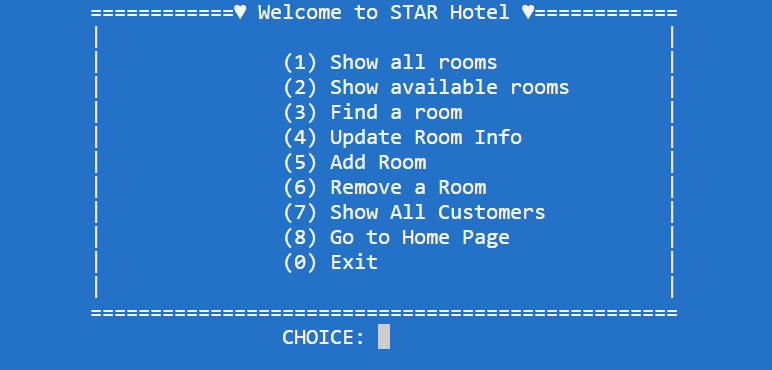 ============♥ Welcome to STAR Hotel ♥============
(1) Show all rooms
(2) Show available rooms
(3) Find a room
(4) Update Room Info
(5) Add Room
(6) Remove a Room
(7) Show All Customers
(8) Go to Home Page
(0) Exit
=================================================
CHOICE: